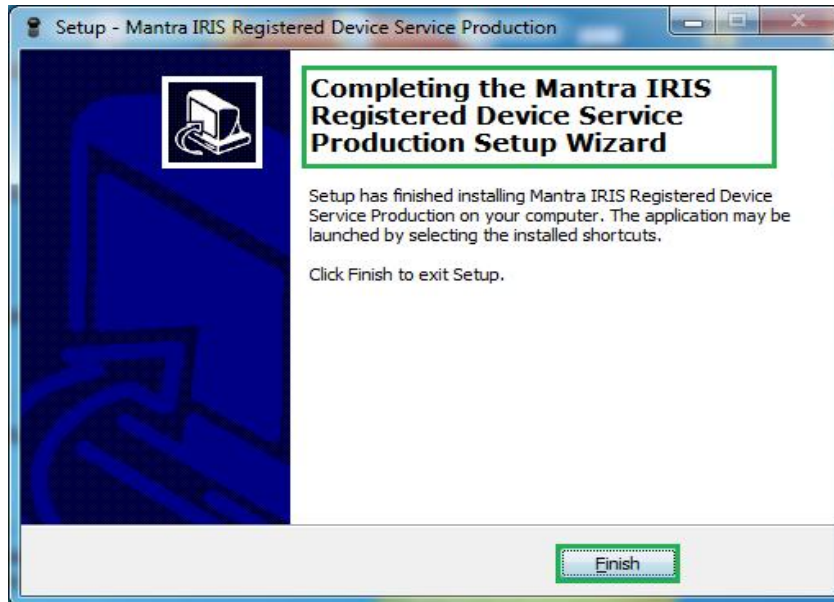 Setup - Mantra IRIS Registered Device Service Production
Completing the Mantra IRIS
Registered Device Service
Production Setup Wizard
Setup has finished installing Mantra IRIS Registered Device
Service Production on your computer. The application may be
launched by selecting the installed shortcuts.
Click Finish to exit Setup.
Finish